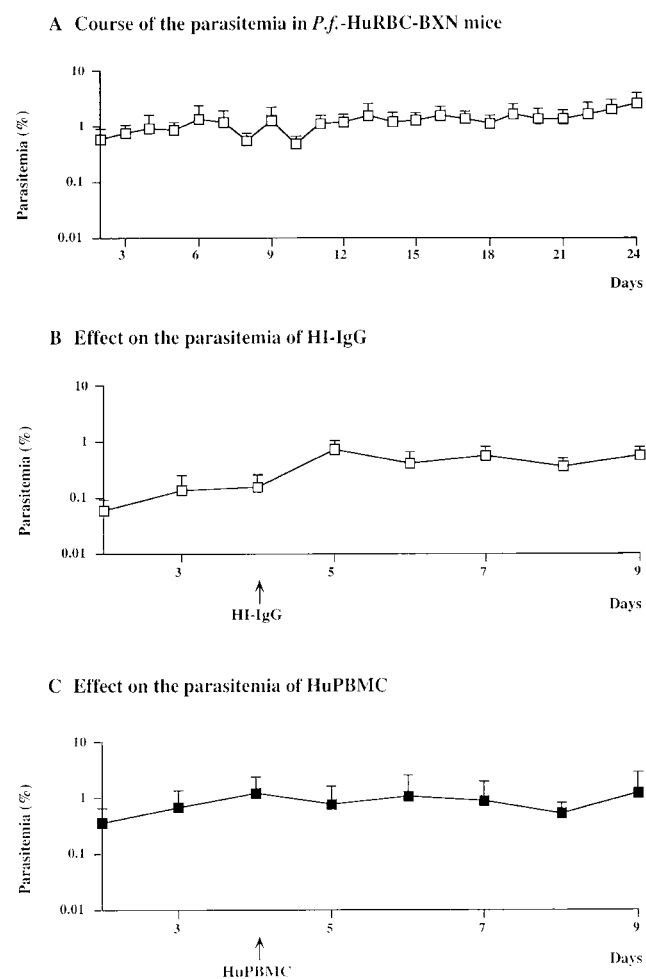 A Course of the parasitemia in P.f.-HuRBC-BXN mice
10
1
0.1
0.01
Parasitemia (%)
3 6 9 12 15 18 21 24
Days
B Effect on the parasitemia of HI-IgG
10
1
0.1
0.01
Parasitemia (%)
3 5 7 9
HI-IgG
Days
C Effect on the parasitemia of HuPBMC
10
1
0.1
0.01
Parasitemia (%)
3 5 7 9
HuPBMC
Days